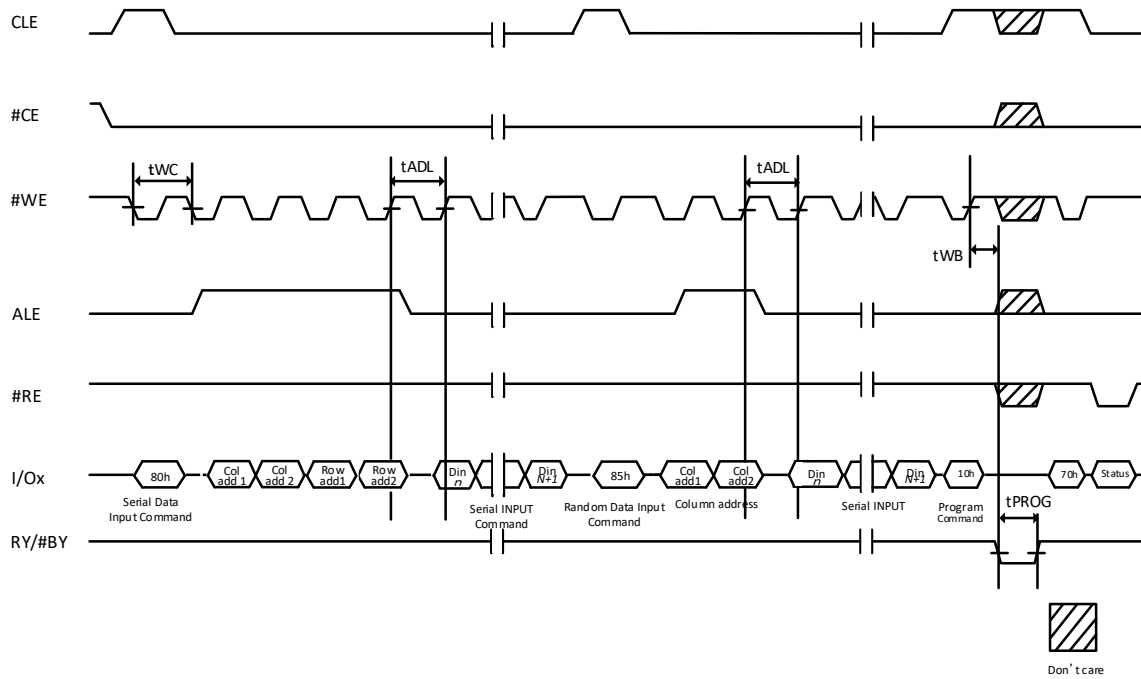 CLE
#CE
tWC
tADL
tADL
#WE
tWB
ALE
#RE
I/Ox
80h
Col
add 1
Col
add 2
Row
add1
Row
add2
Din
n
Din
N+1
85h
Col
add1
Col
add2
Din
n
Din
N+1
10h
70h
Status
Serial Data
Input Command
Serial INPUT
Command
Random Data Input
Command
Column address
Serial INPUT
Program
Command
tPROG
RY/#BY
Don't care